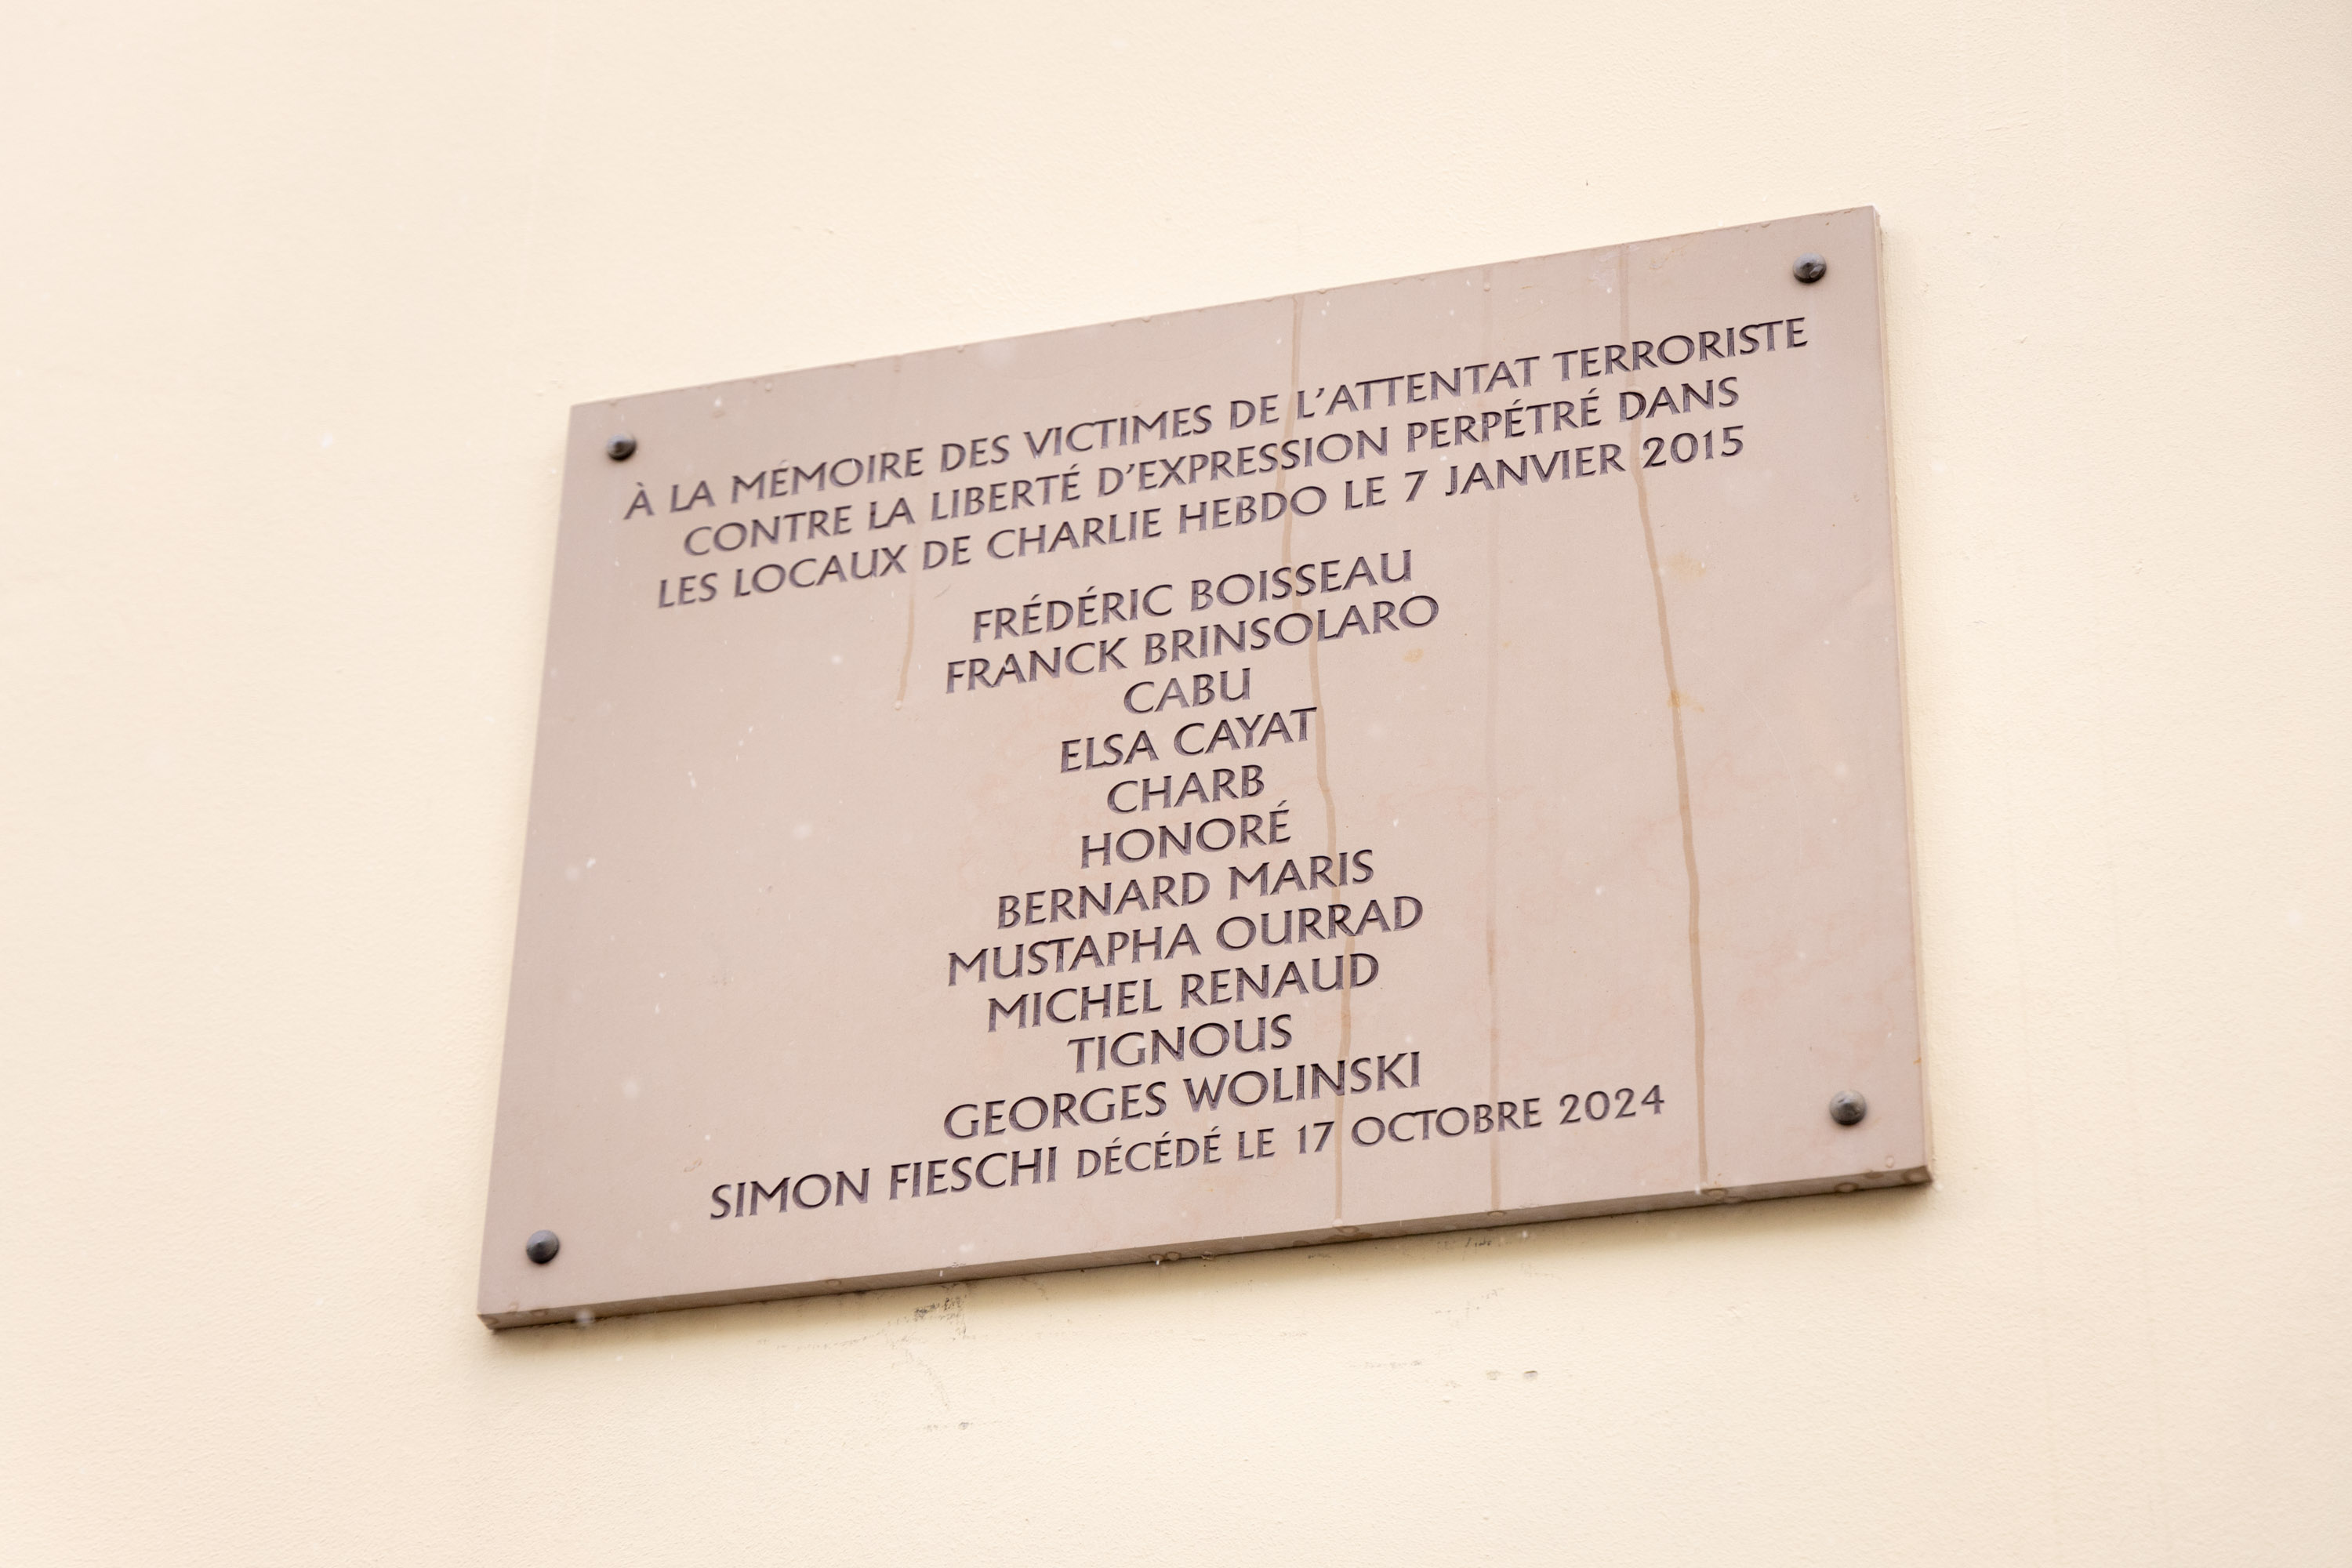 À LA MÉMOIRE DES VICTIMES DE L'ATTENTAT TERRORISTE
CONTRE LA LIBERTÉ D'EXPRESSION PERPÉTRÉ DANS
LES LOCAUX DE CHARLIE HEBDO LE 7 JANVIER 2015
FRÉDÉRIC BOISSEAU
FRANCK BRINSOLARO
CABU
ELSA CAYAT
CHARB
HONORÉ
BERNARD MARIS
MUSTAPHA OURRAD
MICHEL RENAUD
TIGNOUS
GEORGES WOLINSKI
SIMON FIESCHI DÉCÉDÉ LE 17 OCTOBRE 2024